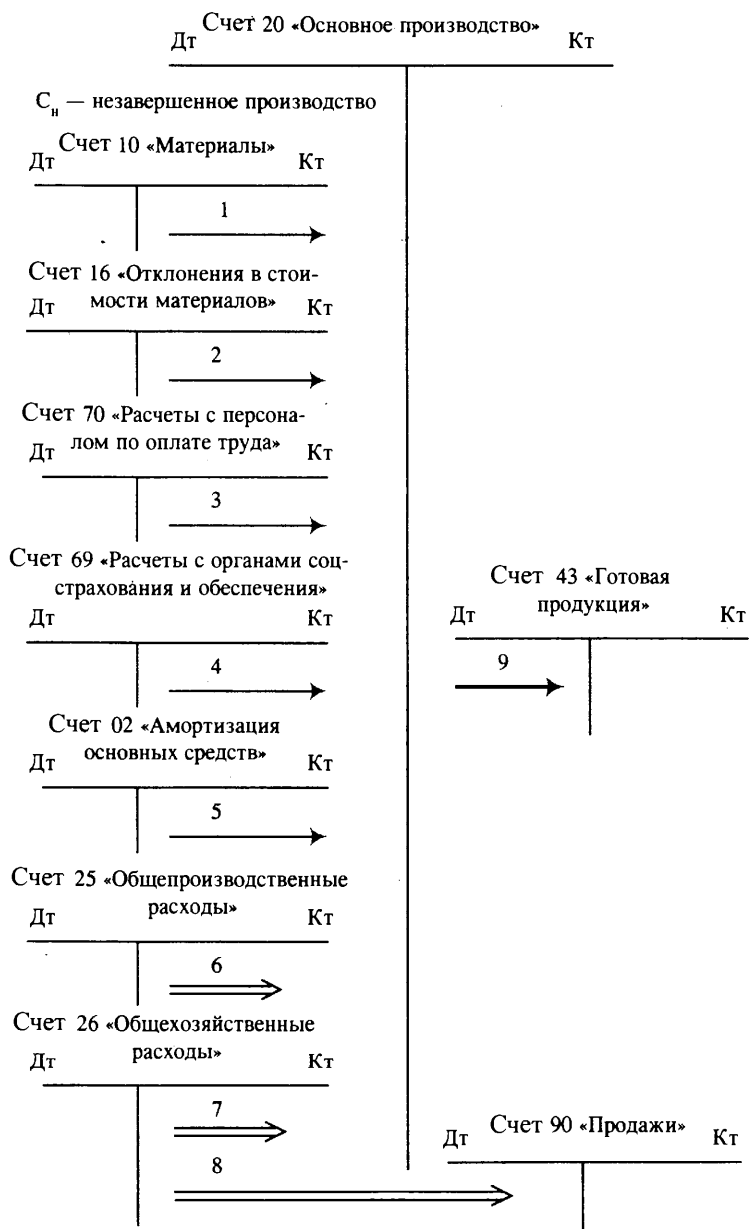 Счет 20 «Основное производство»
Дт Кт
С_н — незавершенное производство
Счет 10 «Материалы»
Дт Кт
1
Счет 16 «Отклонения в стои-
мости материалов»
Дт Кт
2
Счет 70 «Расчеты с персона-
лом по оплате труда»
Дт Кт
3
Счет 69 «Расчеты с органами соц-
страхования и обеспечения»
Дт Кт
4
Счет 43 «Готовая
продукция»
Дт Кт
9
Счет 02 «Амортизация
основных средств»
Дт Кт
5
Счет 25 «Общепроизводственные
расходы»
Дт Кт
6
Счет 26 «Общехозяйственные
расходы»
Дт Кт
7
8
Счет 90 «Продажи»
Дт Кт